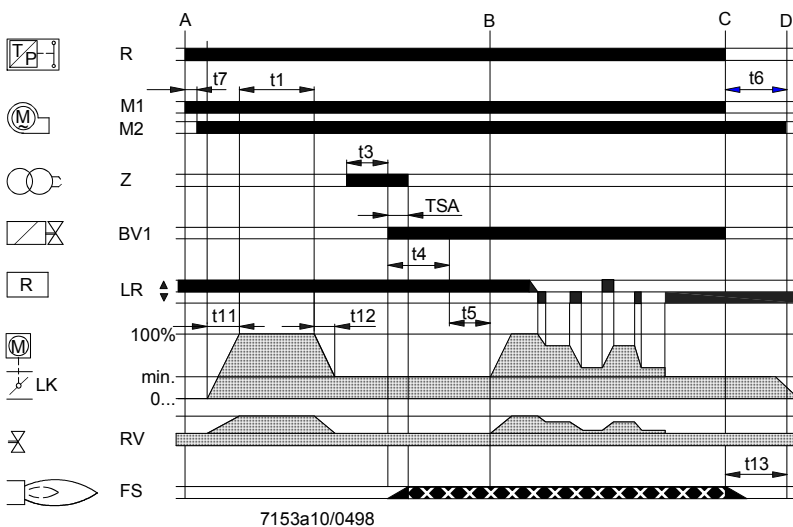 A B C D
T P R
t7 t1 t6
M M1
M2
t3
Z
TSA
BV1
t4
R LR
t11 t12 t5
100%
M
min.
LK
0...
RV
t13
FS
7153a10/0498